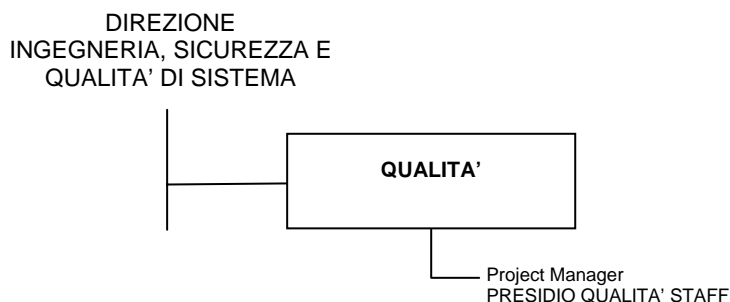 DIREZIONE
INGEGNERIA, SICUREZZA E
QUALITA’ DI SISTEMA
QUALITA’
Project Manager
PRESIDIO QUALITA’ STAFF